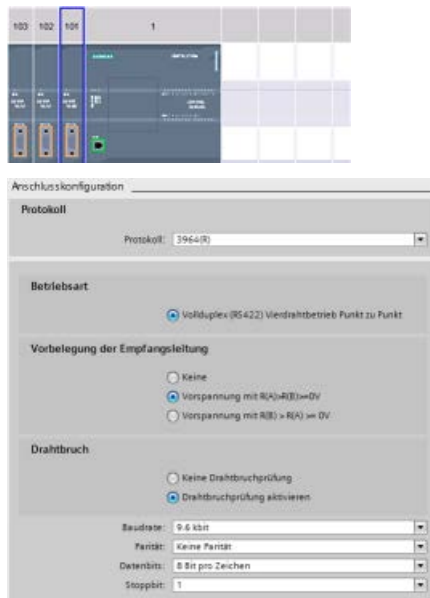 103 102 101 1
SIEMENS
Anschlusskonfiguration
Protokoll
Protokoll: 3964(R)
Betriebsart
Vollduplex (RS422) Vierdrahtbetrieb Punkt zu Punkt
Vorbelegung der Empfangsleitung
Keine
Vorspannung mit R(A)>R(B)>=0V
Vorspannung mit R(B) > R(A) >= 0V
Drahtbruch
Keine Drahtbruchprüfung
Drahtbruchprüfung aktivieren
Baudrate: 9.6 kbit
Parität: Keine Parität
Datenbits: 8 Bit pro Zeichen
Stoppbit: 1